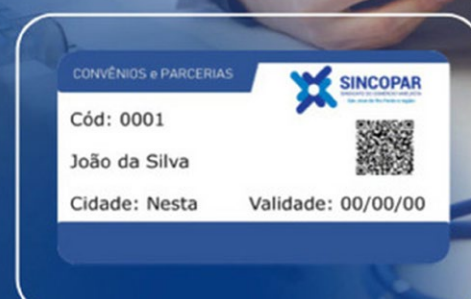 CONVÊNIOS e PARCERIAS
SINCOPAR
Cód: 0001
João da Silva
Cidade: Nesta
Validade: 00/00/00